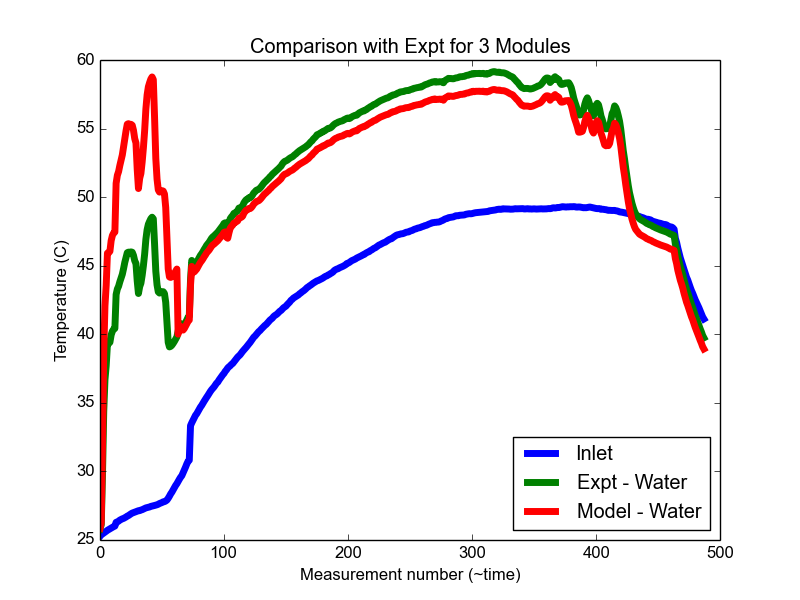 Comparison with Expt for 3 Modules
60
55
50
45
40
35
30
25
Temperature (C)
0
100
200
300
400
500
Measurement number (~time)
Inlet
Expt - Water
Model - Water